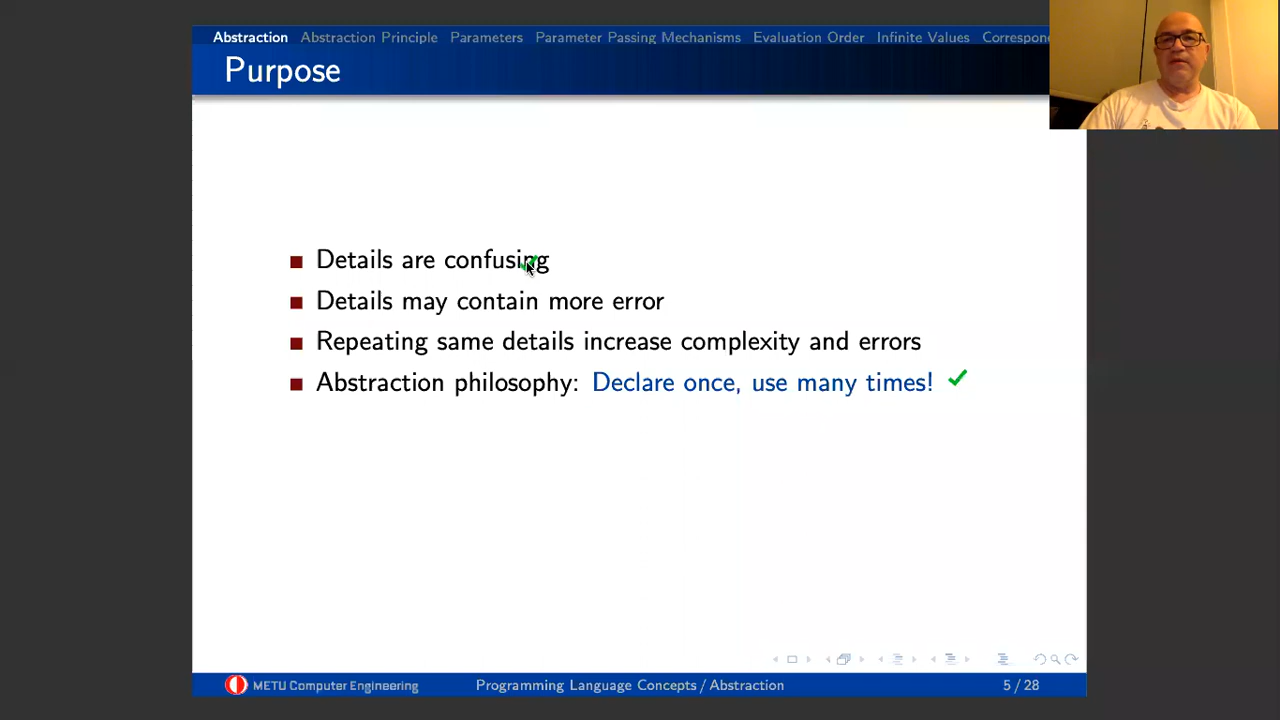 Abstraction Abstraction Principle Parameters Parameter Passing Mechanisms Evaluation Order Infinite Values Correspon
Purpose
Details are confusing
Details may contain more error
Repeating same details increase complexity and errors
Abstraction philosophy: Declare once, use many times!
METU Computer Engineering Programming Language Concepts / Abstraction 5 / 28